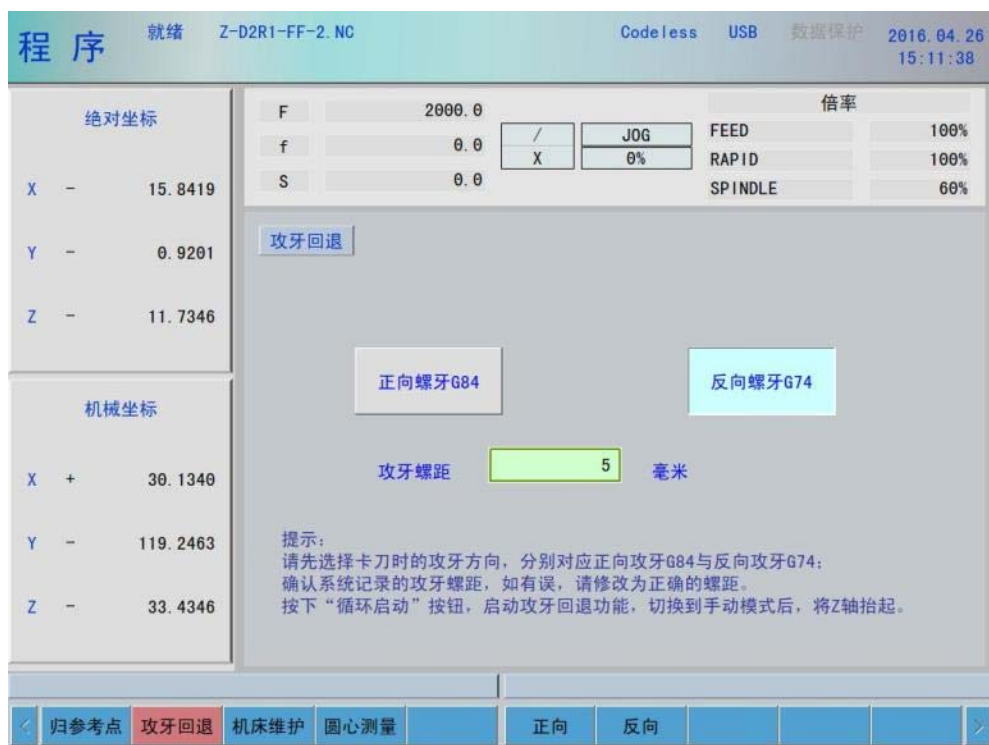 程 序 就绪 Z-D2R1-FF-2.NC Codeless USB 数据保护 2016.04.26
15:11:38
绝对坐标
X - 15.8419
Y - 0.9201
Z - 11.7346
机械坐标
X + 30.1340
Y - 119.2463
Z - 33.4346
F 2000.0
f 0.0
S 0.0
/ JOG
X 0%
倍率
FEED 100%
RAPID 100%
SPINDLE 60%
攻牙回退
正向螺牙G84 反向螺牙G74
攻牙螺距 5 毫米
提示:
请先选择卡刀时的攻牙方向，分别对应正向攻牙G84与反向攻牙G74;
确认系统记录的攻牙螺距，如有误，请修改为正确的螺距。
按下“循环启动”按钮，启动攻牙回退功能，切换到手动模式后，将Z轴抬起。
< 归参考点 攻牙回退 机床维护 圆心测量 正向 反向 >